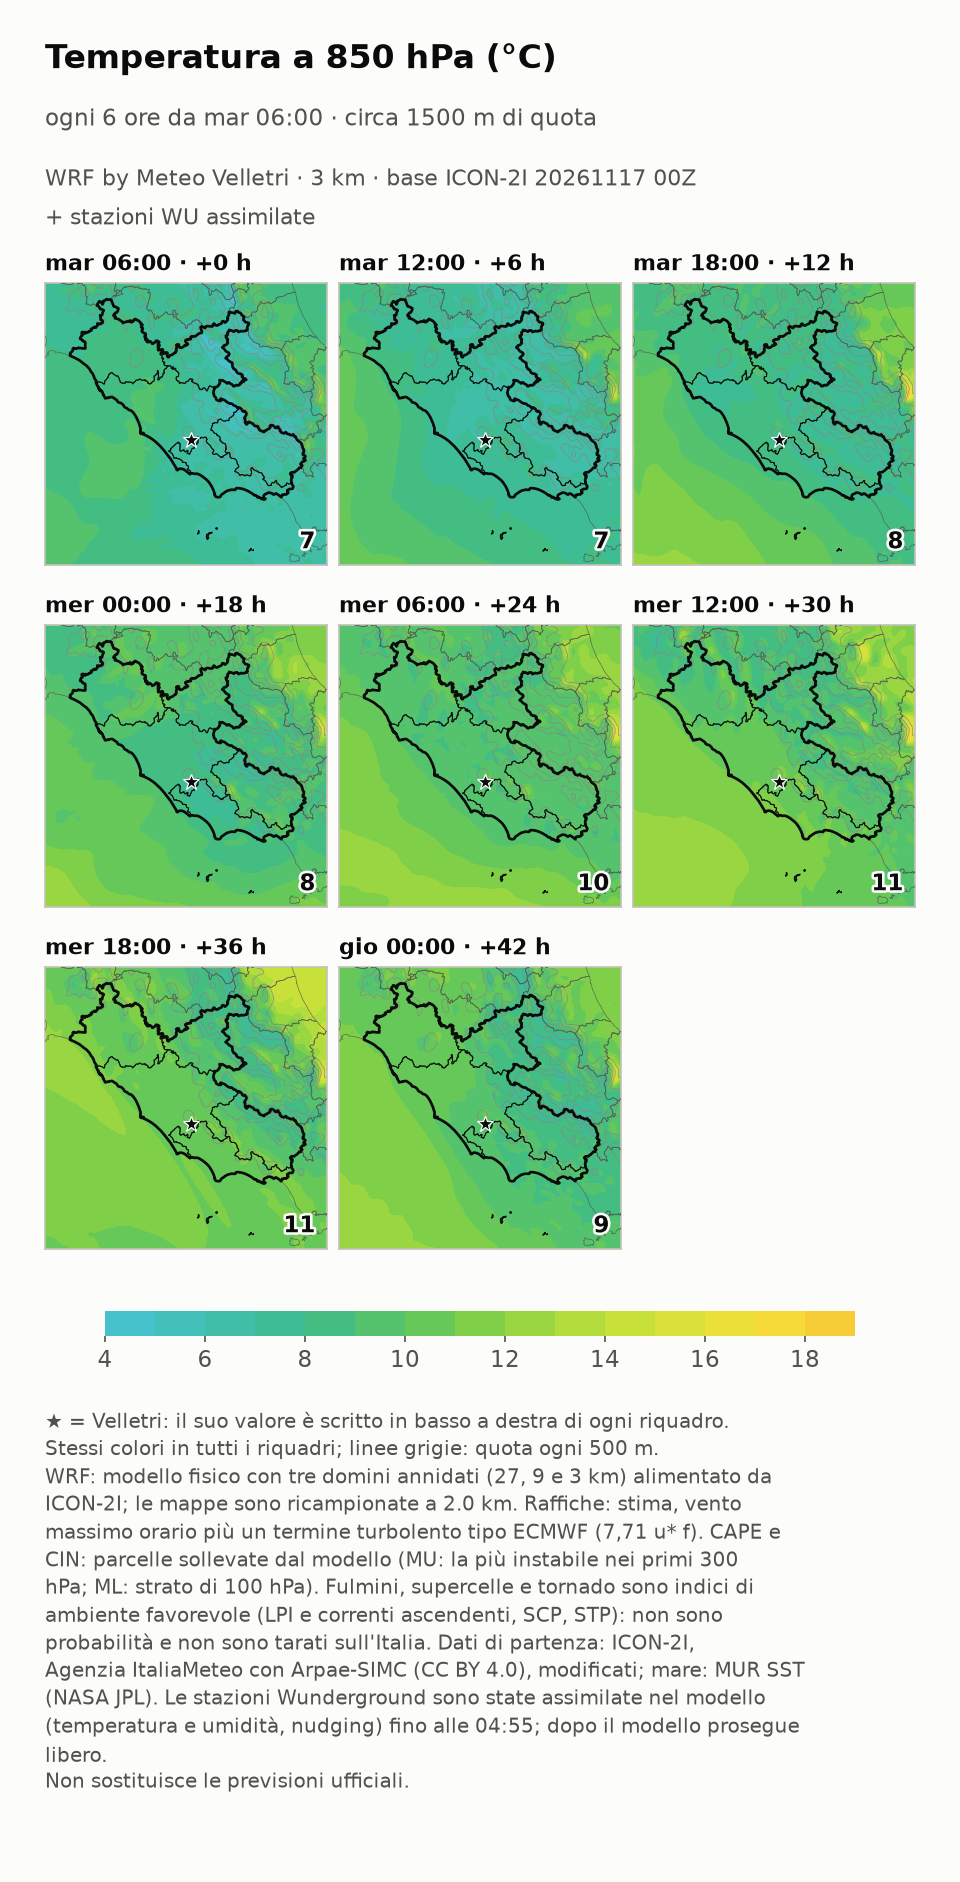 Temperatura a 850 hPa (°C)
ogni 6 ore da mar 06:00 · circa 1500 m di quota
WRF by Meteo Velletri · 3 km · base ICON-2I 20261117 00Z
+ stazioni WU assimilate
mar 06:00 · +0 h
mar 12:00 · +6 h
mar 18:00 · +12 h
7
7
8
mer 00:00 · +18 h
mer 06:00 · +24 h
mer 12:00 · +30 h
8
10
11
mer 18:00 · +36 h
gio 00:00 · +42 h
11
9
4 6 8 10 12 14 16 18
★ = Velletri: il suo valore è scritto in basso a destra di ogni riquadro.
Stessi colori in tutti i riquadri; linee grigie: quota ogni 500 m.
WRF: modello fisico con tre domini annidati (27, 9 e 3 km) alimentato da
ICON-2I; le mappe sono ricampionate a 2.0 km. Raffiche: stima, vento
massimo orario più un termine turbolento tipo ECMWF (7,71 u* f). CAPE e
CIN: parcelle sollevate dal modello (MU: la più instabile nei primi 300
hPa; ML: strato di 100 hPa). Fulmini, supercelle e tornado sono indici di
ambiente favorevole (LPI e correnti ascendenti, SCP, STP): non sono
probabilità e non sono tarati sull'Italia. Dati di partenza: ICON-2I,
Agenzia ItaliaMeteo con Arpae-SIMC (CC BY 4.0), modificati; mare: MUR SST
(NASA JPL). Le stazioni Wunderground sono state assimilate nel modello
(temperatura e umidità, nudging) fino alle 04:55; dopo il modello prosegue
libero.
Non sostituisce le previsioni ufficiali.